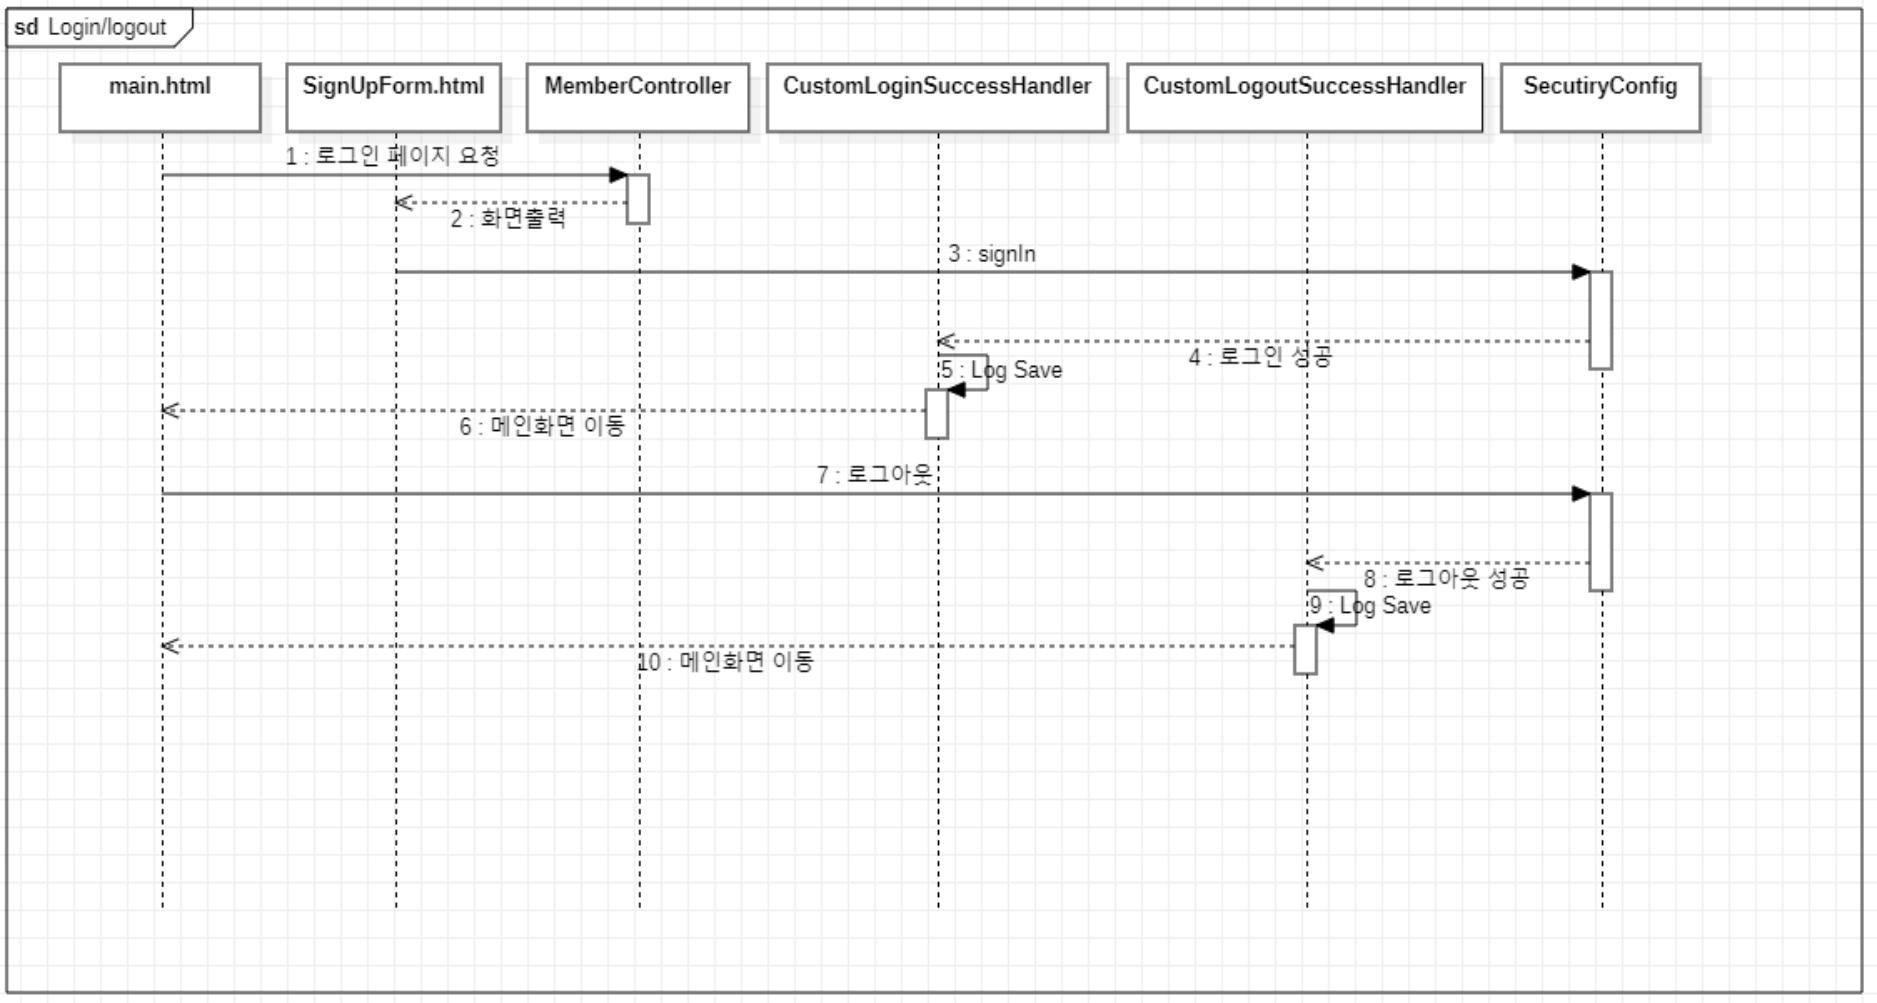 sd Login/logout
main.html
SignUpForm.html
MemberController
CustomLoginSuccessHandler
CustomLogoutSuccessHandler
SecutiryConfig
1 : 로그인 페이지 요청
2 : 화면출력
3 : signIn
4 : 로그인 성공
5 : Log Save
6 : 메인화면 이동
7 : 로그아웃
8 : 로그아웃 성공
9 : Log Save
10 : 메인화면 이동